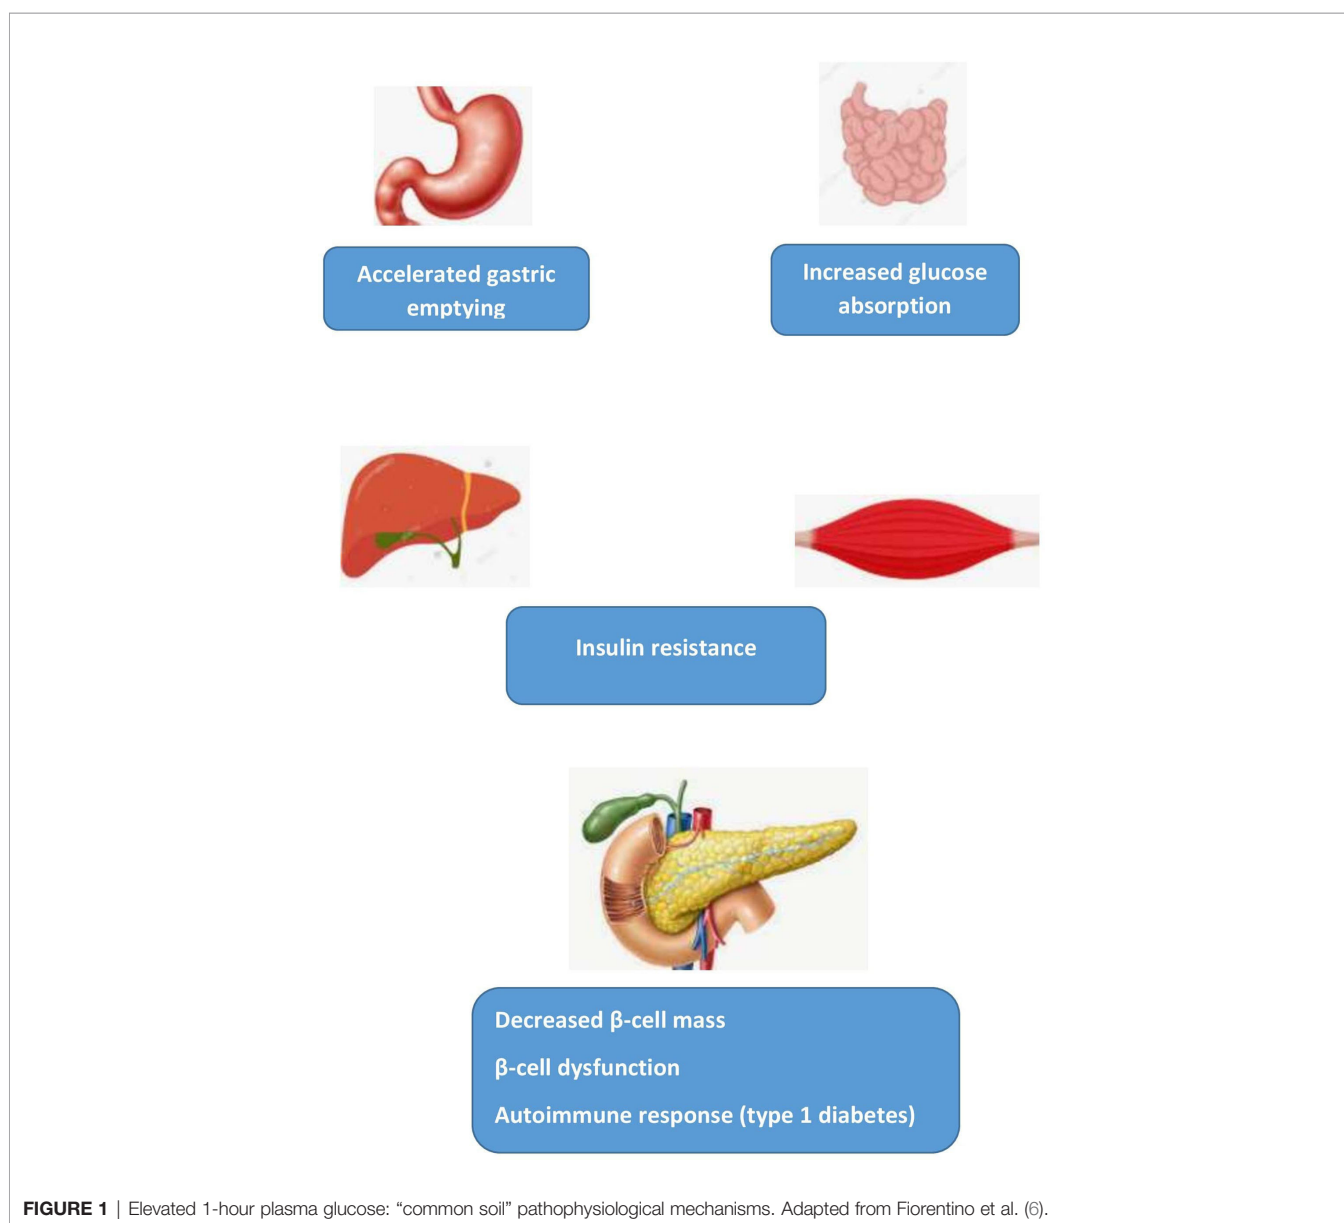 Accelerated gastric
emptying
Increased glucose
absorption
Insulin resistance
Decreased β-cell mass
β-cell dysfunction
Autoimmune response (type 1 diabetes)
FIGURE 1 | Elevated 1-hour plasma glucose: “common soil” pathophysiological mechanisms. Adapted from Fiorentino et al. (6).